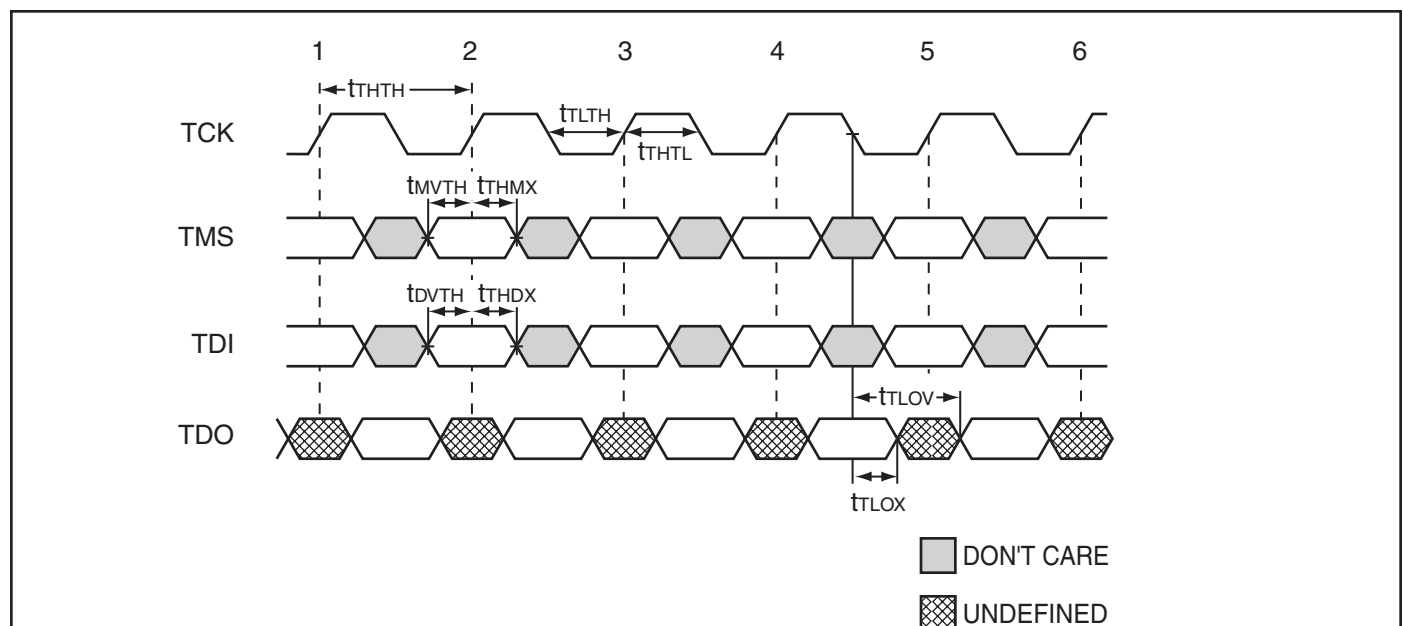 1 2 3 4 5 6
tTHTH
TCK
tTLTH
tTHTL
tMVTH tTHMX
TMS
tDVTH tTHDX
TDI
tTLOV
TDO
tTLOX
DON'T CARE
UNDEFINED